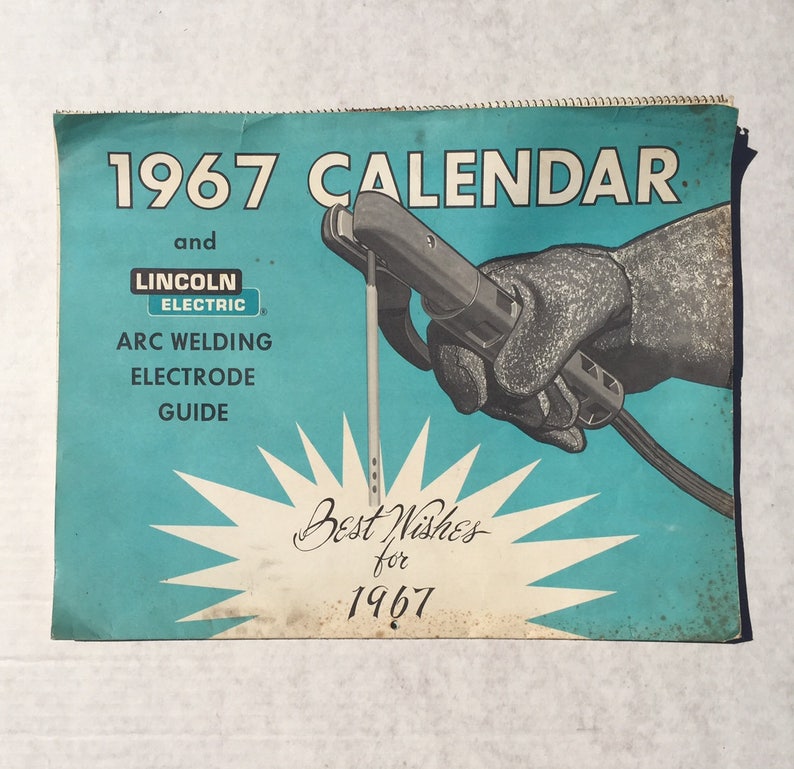 1967 CALENDAR
and
LINCOLN
ELECTRIC ®
ARC WELDING
ELECTRODE
GUIDE
Best Wishes
for
1967